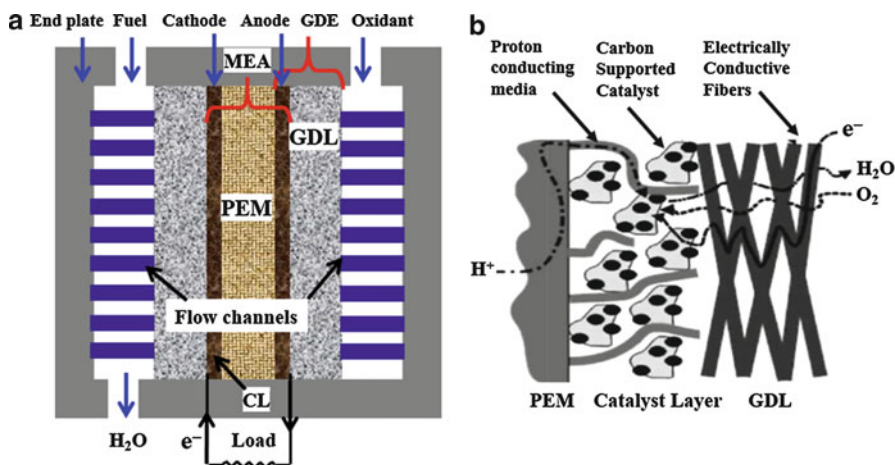 a
End plate Fuel Cathode Anode GDE Oxidant
MEA
GDL
PEM
Flow channels
CL
H₂O e⁻ Load
b
Proton
conducting
media
Carbon
Supported
Catalyst
Electrically
Conductive
Fibers
e⁻
H₂O
O₂
H⁺
PEM Catalyst Layer GDL